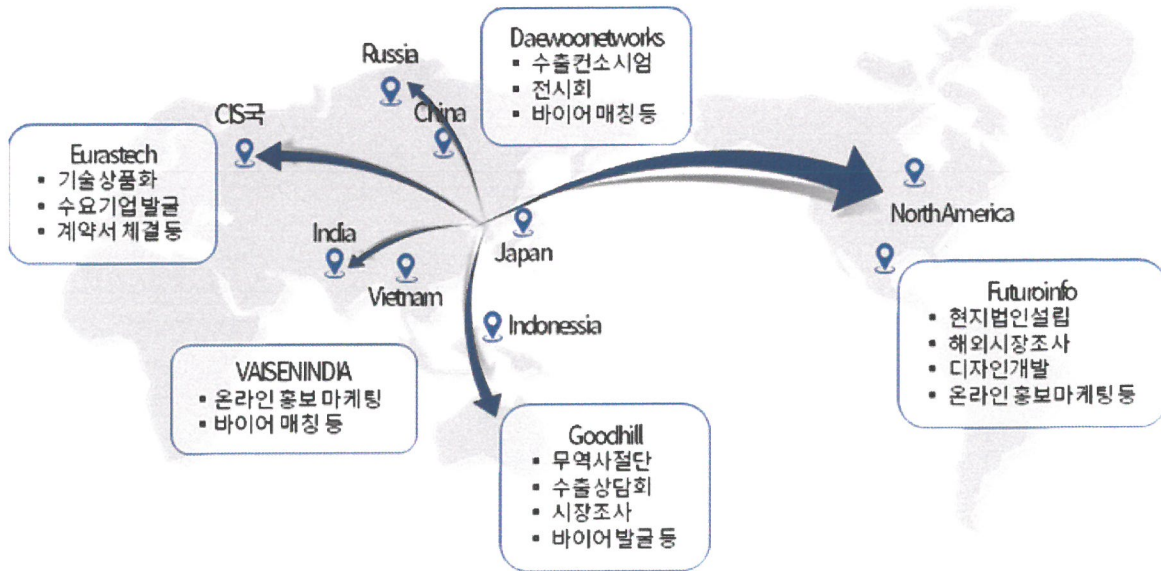 Russia
Daewoonetworks
▪ 수출컨소시엄
▪ 전시회
▪ 바이어 매칭 등
China
CIS국
Eurastech
▪ 기술상품화
▪ 수요기업 발굴
▪ 계약서 체결 등
North America
India
Japan
Vietnam
Indonessia
Futuroinfo
▪ 현지법인설립
▪ 해외시장조사
▪ 디자인개발
▪ 온라인 홍보마케팅 등
VAISENINDIA
▪ 온라인 홍보 마케팅
▪ 바이어 매칭 등
Goodhill
▪ 무역사절단
▪ 수출상담회
▪ 시장조사
▪ 바이어 발굴 등